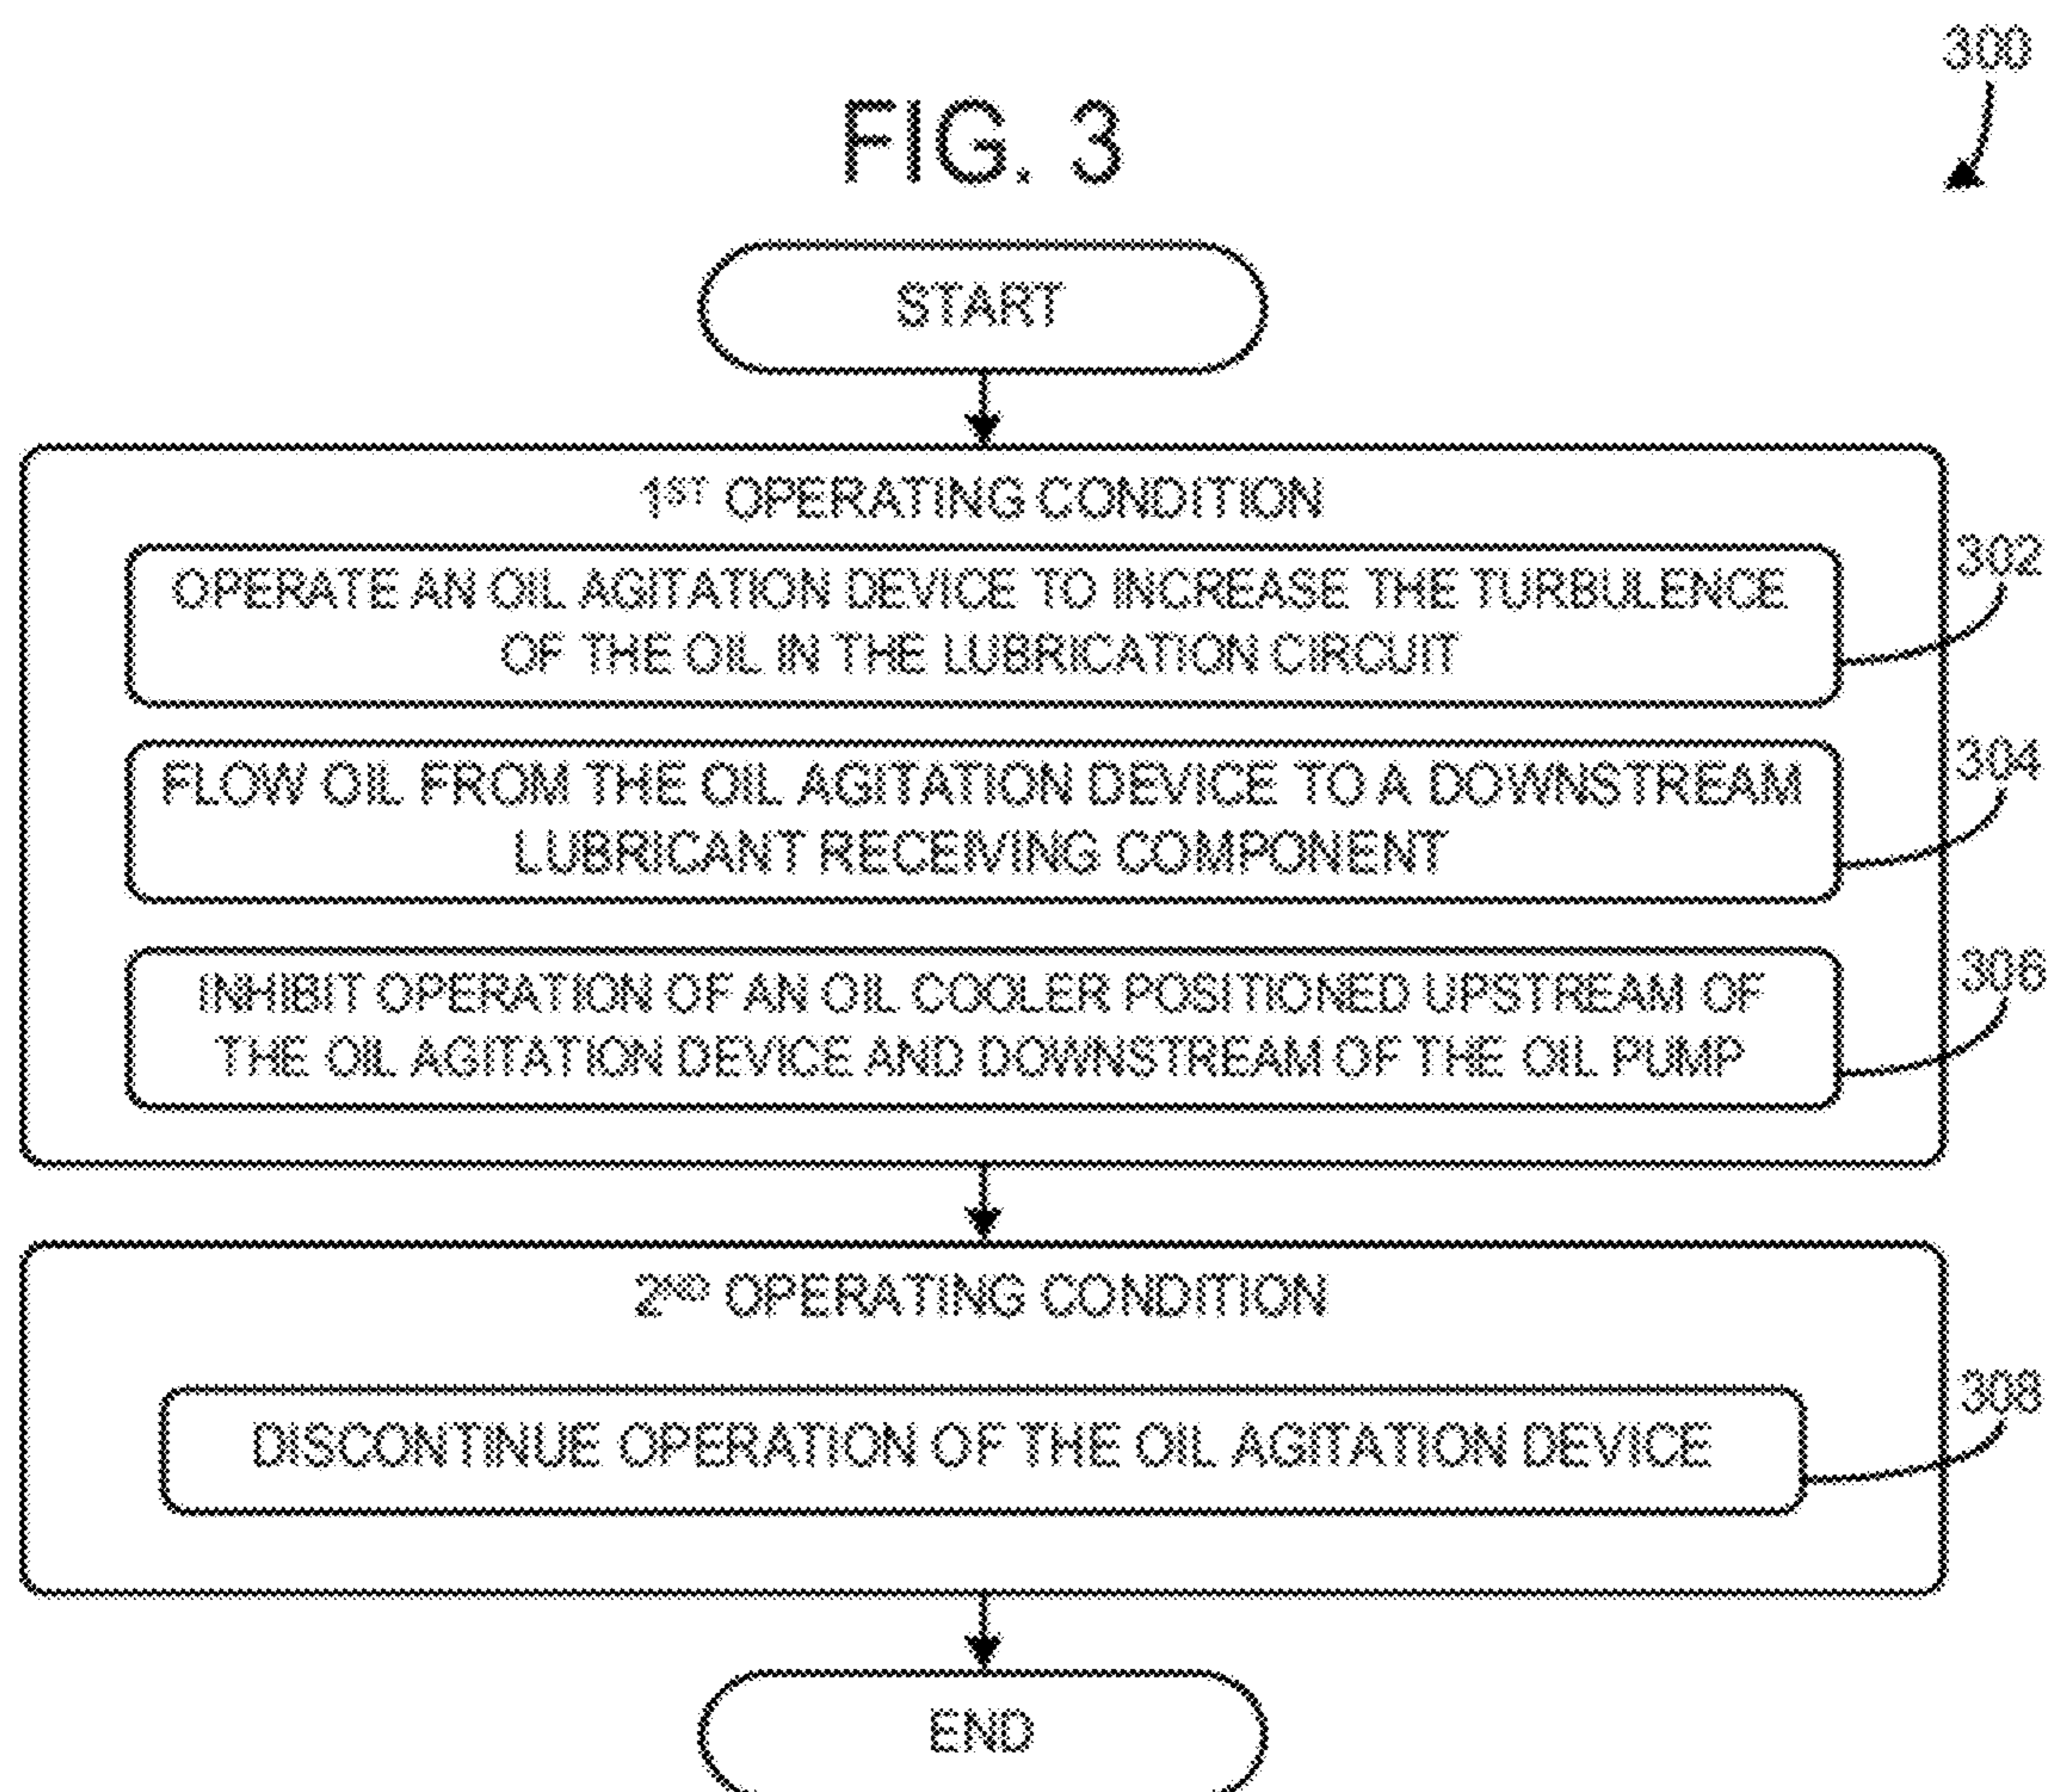 300
FIG. 3
START
1ST OPERATING CONDITION
302
OPERATE AN OIL AGITATION DEVICE TO INCREASE THE TURBULENCE
OF THE OIL IN THE LUBRICATION CIRCUIT
304
FLOW OIL FROM THE OIL AGITATION DEVICE TO A DOWNSTREAM
LUBRICANT RECEIVING COMPONENT
306
INHIBIT OPERATION OF AN OIL COOLER POSITIONED UPSTREAM OF
THE OIL AGITATION DEVICE AND DOWNSTREAM OF THE OIL PUMP
2ND OPERATING CONDITION
308
DISCONTINUE OPERATION OF THE OIL AGITATION DEVICE
END